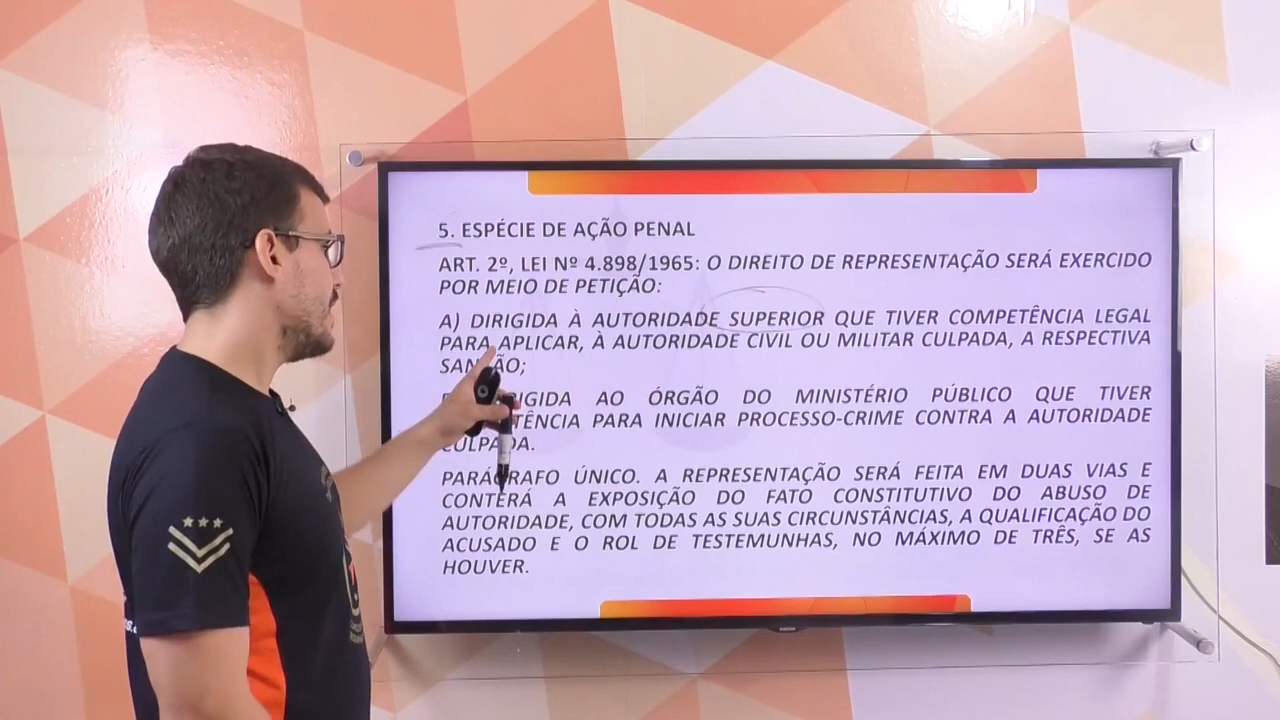 5. ESPÉCIE DE AÇÃO PENAL
ART. 2º, LEI Nº 4.898/1965: O DIREITO DE REPRESENTAÇÃO SERÁ EXERCIDO
POR MEIO DE PETIÇÃO:
A) DIRIGIDA À AUTORIDADE SUPERIOR QUE TIVER COMPETÊNCIA LEGAL
PARA APLICAR, À AUTORIDADE CIVIL OU MILITAR CULPADA, A RESPECTIVA
SANÇÃO;
AO ÓRGÃO DO MINISTÉRIO PÚBLICO QUE TIVER
PARA INICIAR PROCESSO-CRIME CONTRA A AUTORIDADE
CULPADA.
PARÁGRAFO ÚNICO. A REPRESENTAÇÃO SERÁ FEITA EM DUAS VIAS E
CONTERÁ A EXPOSIÇÃO DO FATO CONSTITUTIVO DO ABUSO DE
AUTORIDADE, COM TODAS AS SUAS CIRCUNSTÂNCIAS, A QUALIFICAÇÃO DO
ACUSADO E O ROL DE TESTEMUNHAS, NO MÁXIMO DE TRÊS, SE AS
HOUVER.